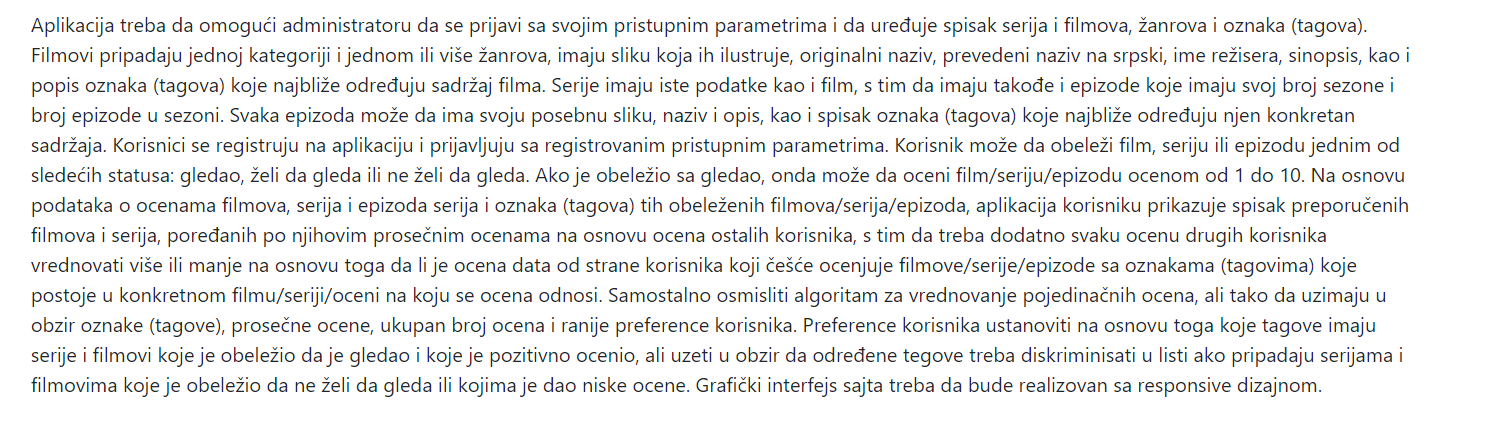 Aplikacija treba da omogući administratoru da se prijavi sa svojim pristupnim parametrima i da uređuje spisak serija i filmova, žanrova i oznaka (tagova).
Filmovi pripadaju jednoj kategoriji i jednom ili više žanrova, imaju sliku koja ih ilustruje, originalni naziv, prevedeni naziv na srpski, ime režisera, sinopsis, kao i
popis oznaka (tagova) koje najbliže određuju sadržaj filma. Serije imaju iste podatke kao i film, s tim da imaju takođe i epizode koje imaju svoj broj sezone i
broj epizode u sezoni. Svaka epizoda može da ima svoju posebnu sliku, naziv i opis, kao i spisak oznaka (tagova) koje najbliže određuju njen konkretan
sadržaja. Korisnici se registruju na aplikaciju i prijavljuju sa registrovanim pristupnim parametrima. Korisnik može da obeleži film, seriju ili epizodu jednim od
sledećih statusa: gledao, želi da gleda ili ne želi da gleda. Ako je obeležio sa gledao, onda može da oceni film/seriju/epizodu ocenom od 1 do 10. Na osnovu
podataka o ocenama filmova, serija i epizoda serija i oznaka (tagova) tih obeleženih filmova/serija/epizoda, aplikacija korisniku prikazuje spisak preporučenih
filmova i serija, poređanih po njihovim prosečnim ocenama na osnovu ocena ostalih korisnika, s tim da treba dodatno svaku ocenu drugih korisnika
vrednovati više ili manje na osnovu toga da li je ocena data od strane korisnika koji češće ocenjuje filmove/serije/epizode sa oznakama (tagovima) koje
postoje u konkretnom filmu/seriji/oceni na koju se ocena odnosi. Samostalno osmisliti algoritam za vrednovanje pojedinačnih ocena, ali tako da uzimaju u
obzir oznake (tagove), prosečne ocene, ukupan broj ocena i ranije preference korisnika. Preference korisnika ustanoviti na osnovu toga koje tagove imaju
serije i filmovi koje je obeležio da je gledao i koje je pozitivno ocenio, ali uzeti u obzir da određene tegove treba diskriminisati u listi ako pripadaju serijama i
filmovima koje je obeležio da ne želi da gleda ili kojima je dao niske ocene. Grafički interfejs sajta treba da bude realizovan sa responsive dizajnom.